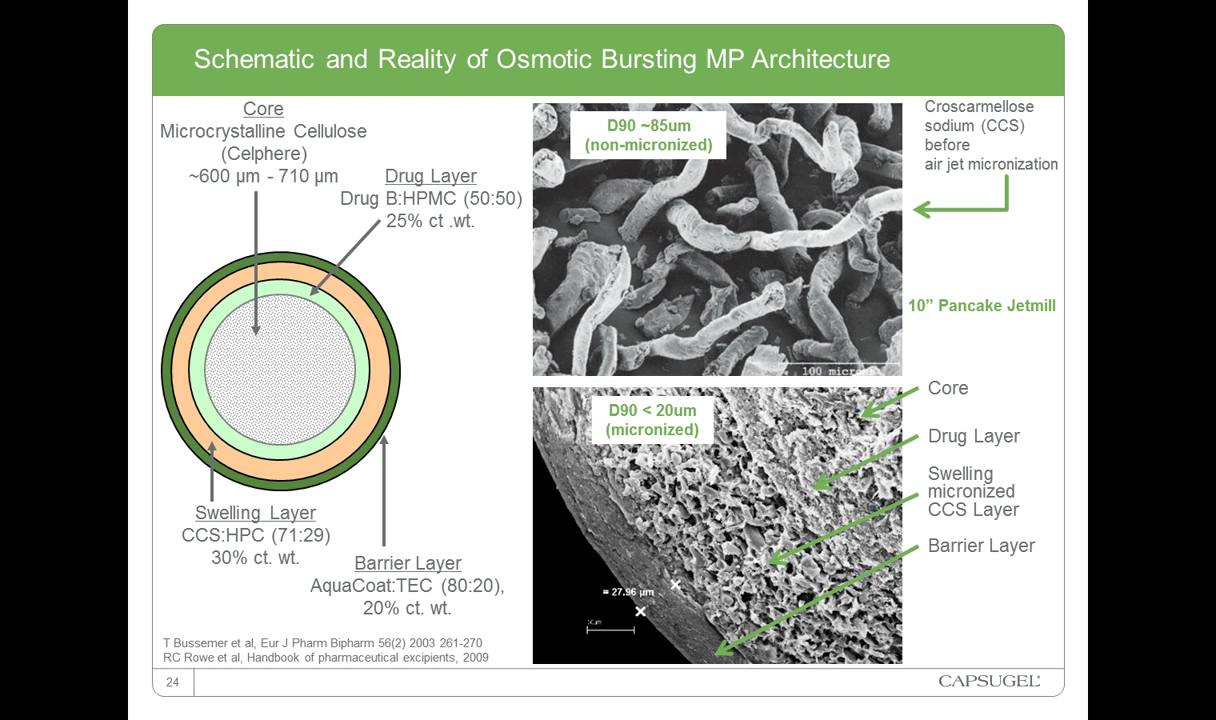 Schematic and Reality of Osmotic Bursting MP Architecture
Core
Microcrystalline Cellulose
(Celphere)
~600 µm - 710 µm
Drug Layer
Drug B:HPMC (50:50)
25% ct .wt.
Swelling Layer
CCS:HPC (71:29)
30% ct. wt.
Barrier Layer
AquaCoat:TEC (80:20),
20% ct. wt.
D90 ~85um
(non-micronized)
100 micr
Croscarmellose
sodium (CCS)
before
air jet micronization
10” Pancake Jetmill
D90 < 20um
(micronized)
= 27.96 µm
Core
Drug Layer
Swelling
micronized
CCS Layer
Barrier Layer
T Bussemer et al, Eur J Pharm Bipharm 56(2) 2003 261-270
RC Rowe et al, Handbook of pharmaceutical excipients, 2009
24
CAPSUGEL®